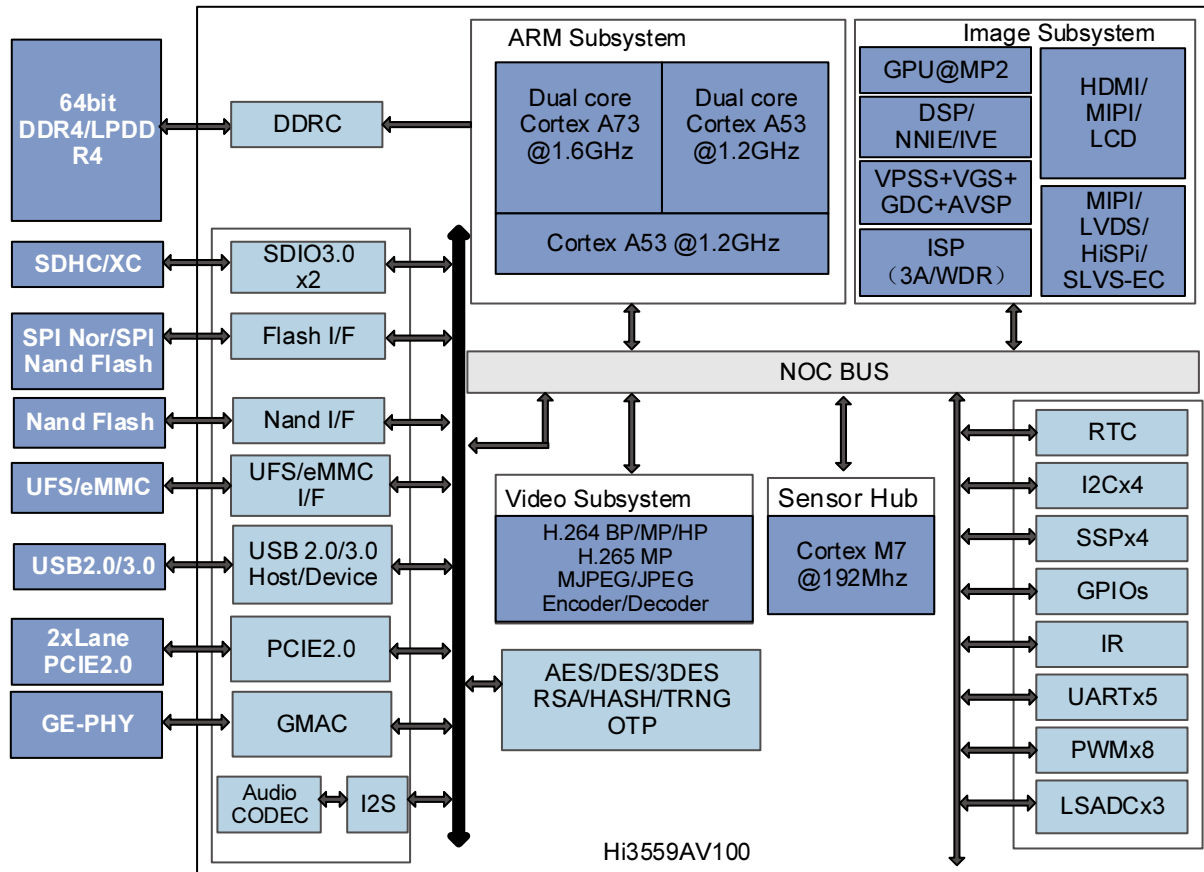 ARM Subsystem
Image Subsystem
64bit
DDR4/LPDD
R4
DDRC
Dual core
Cortex A73
@1.6GHz
Dual core
Cortex A53
@1.2GHz
Cortex A53 @1.2GHz
GPU@MP2
DSP/
NNIE/IVE
VPSS+VGS+
GDC+AVSP
ISP
（3A/WDR）
HDMI/
MIPI/
LCD
MIPI/
LVDS/
HiSPi/
SLVS-EC
SDHC/XC
SDIO3.0
x2
SPI Nor/SPI
Nand Flash
Flash I/F
NOC BUS
Nand Flash
Nand I/F
UFS/eMMC
UFS/eMMC
I/F
USB2.0/3.0
USB 2.0/3.0
Host/Device
2xLane
PCIE2.0
PCIE2.0
GE-PHY
GMAC
Audio
CODEC
I2S
Video Subsystem
H.264 BP/MP/HP
H.265 MP
MJPEG/JPEG
Encoder/Decoder
Sensor Hub
Cortex M7
@192Mhz
AES/DES/3DES
RSA/HASH/TRNG
OTP
RTC
I2Cx4
SSPx4
GPIOs
IR
UARTx5
PWMx8
LSADCx3
Hi3559AV100